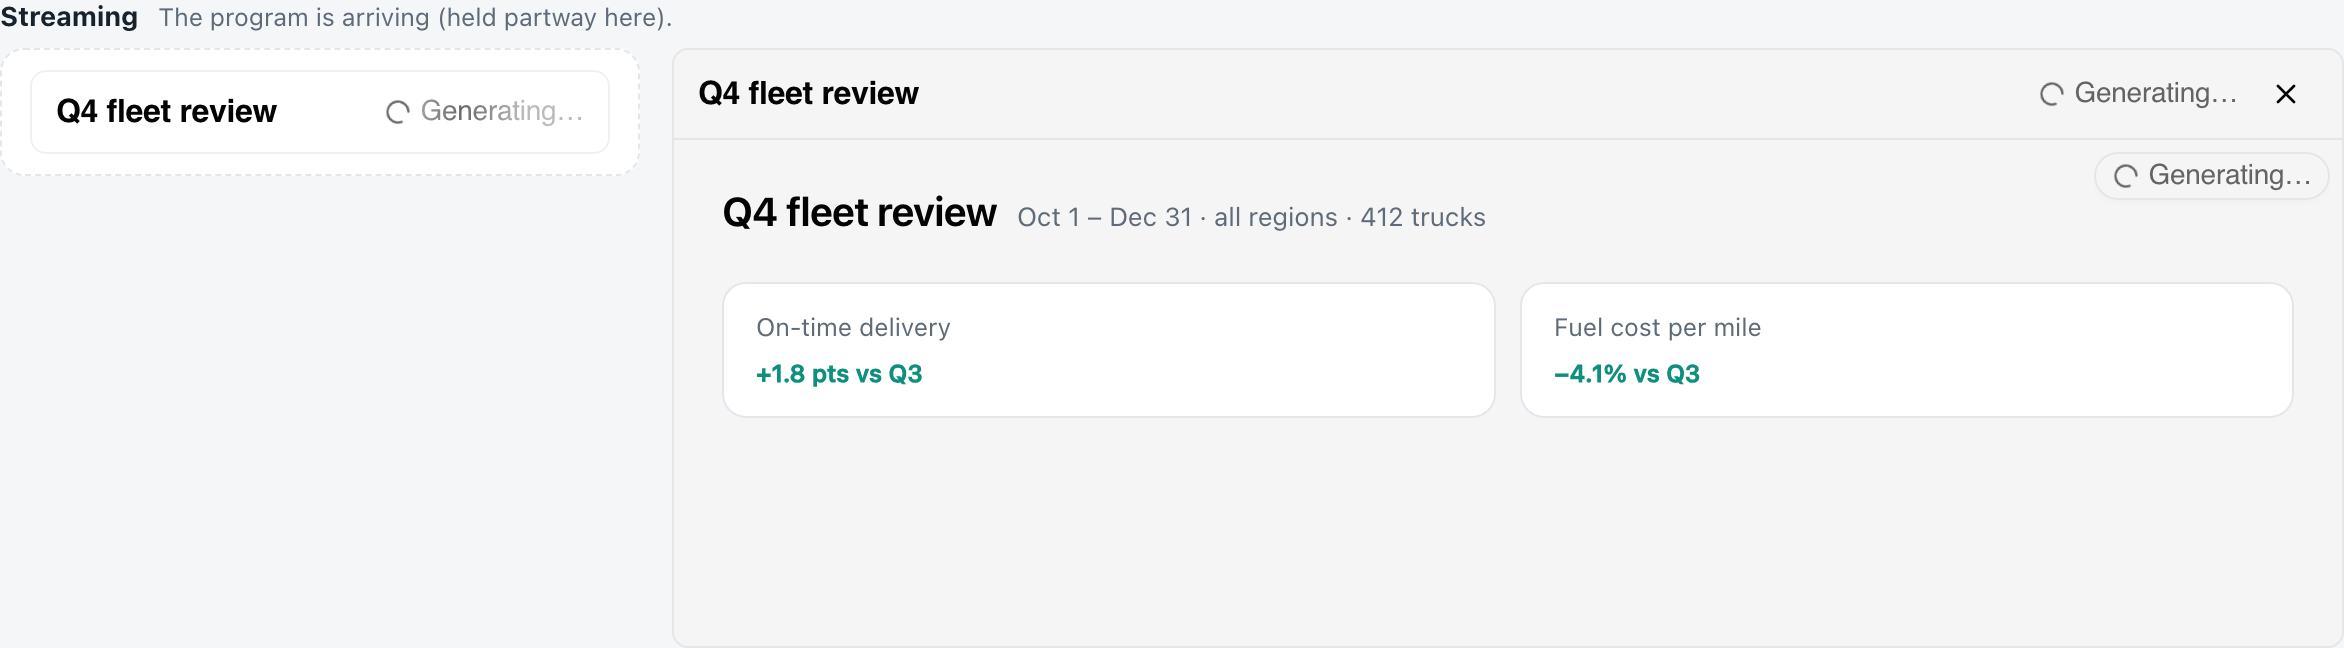 Streaming The program is arriving (held partway here).
Q4 fleet review Generating…
Q4 fleet review Generating…
Generating…
Q4 fleet review Oct 1 – Dec 31 · all regions · 412 trucks
On-time delivery
+1.8 pts vs Q3
Fuel cost per mile
−4.1% vs Q3